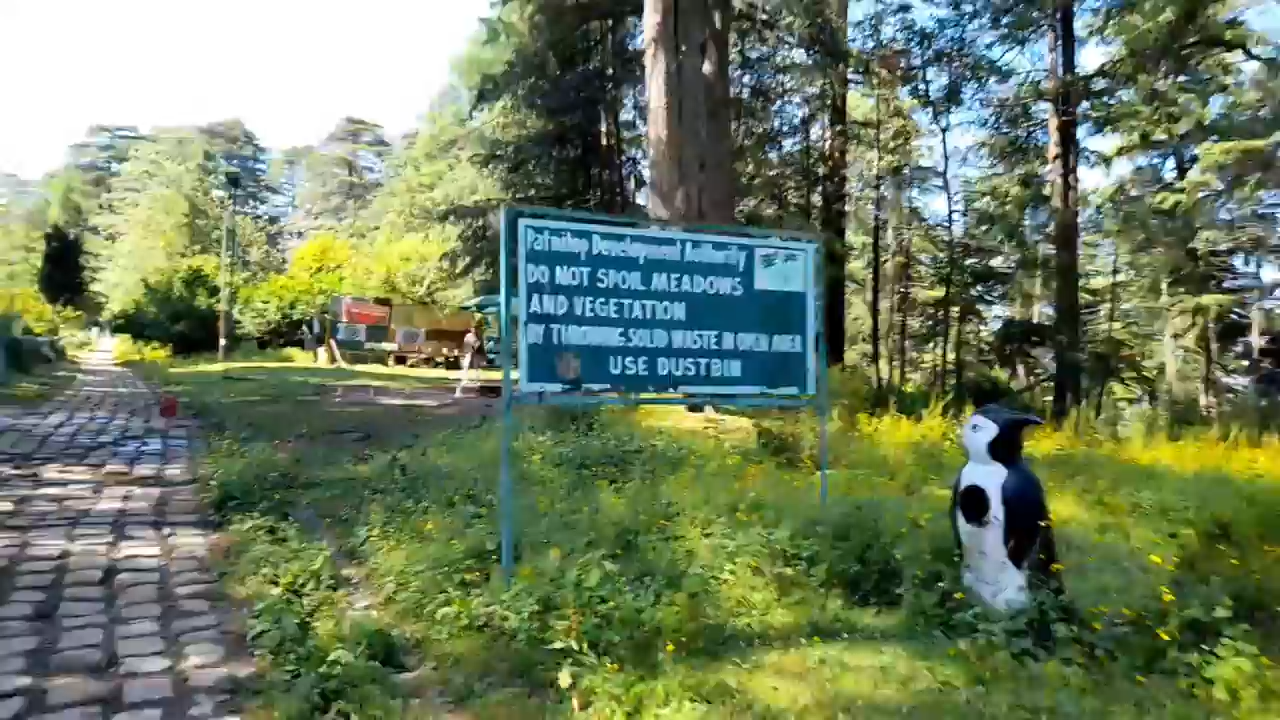 Patnitop Development Authority
DO NOT SPOIL MEADOWS
AND VEGETATION
BY THROWING SOLID WASTE IN OPEN AREA
USE DUSTBIN